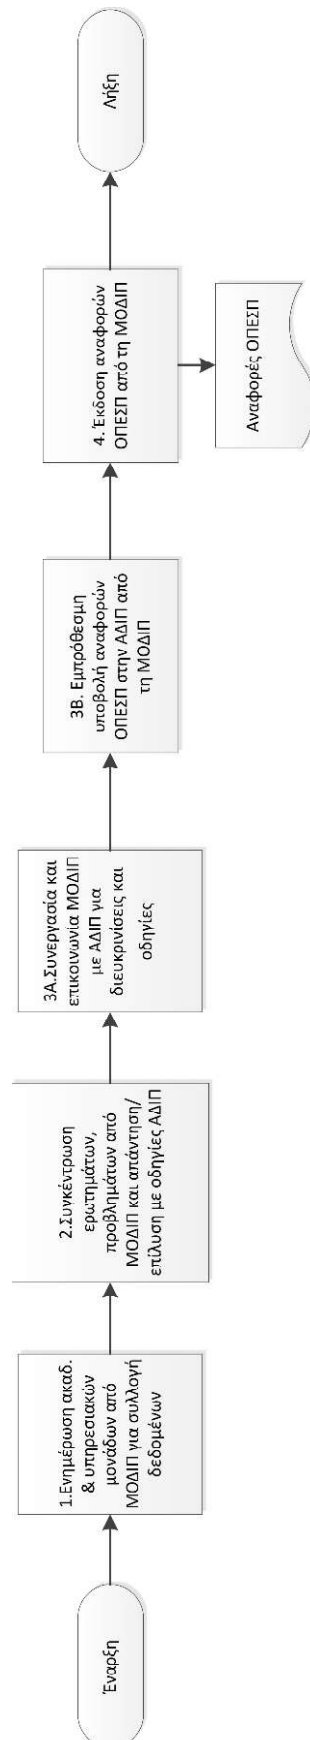 Έναρξη
1.Ενημέρωση ακαδ.
& υπηρεσιακών
μονάδων από
ΜΟΔΙΠ για συλλογή
δεδομένων
2.Συγκέντρωση
ερωτημάτων,
προβλημάτων από
ΜΟΔΙΠ και απάντηση/
επίλυση με οδηγίες ΑΔΙΠ
3Α.Συνεργασία και
επικοινωνία ΜΟΔΙΠ
με ΑΔΙΠ για
διευκρινίσεις και
οδηγίες
3Β. Εμπρόθεσμη
υποβολή αναφορών
ΟΠΕΣΠ στην ΑΔΙΠ από
τη ΜΟΔΙΠ
4. Έκδοση αναφορών
ΟΠΕΣΠ από τη ΜΟΔΙΠ
Αναφορές ΟΠΕΣΠ
Λήξη